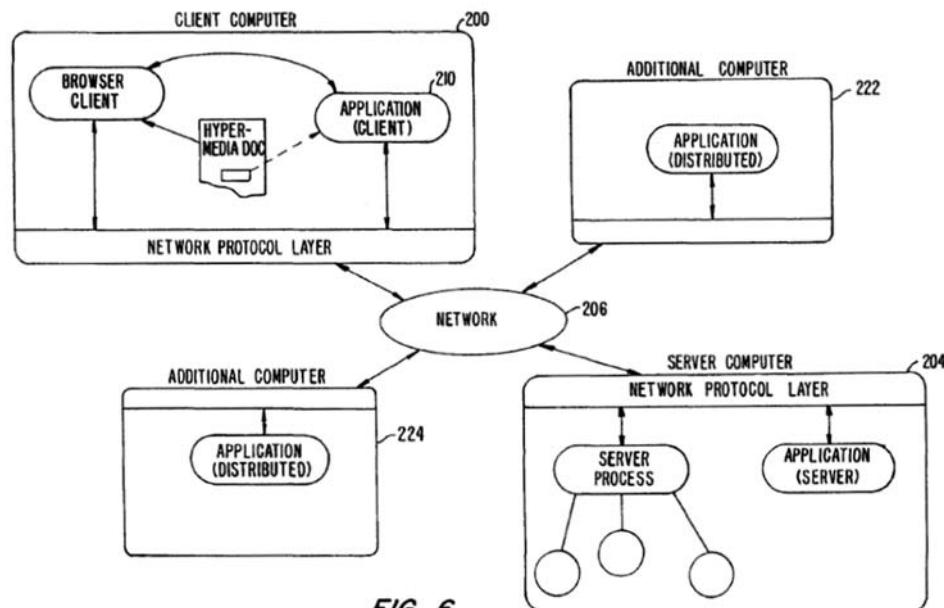 CLIENT COMPUTER
200
BROWSER
CLIENT
210
APPLICATION
(CLIENT)
HYPER-
MEDIA DOC
NETWORK PROTOCOL LAYER
ADDITIONAL COMPUTER
222
APPLICATION
(DISTRIBUTED)
NETWORK
206
ADDITIONAL COMPUTER
224
APPLICATION
(DISTRIBUTED)
SERVER COMPUTER
204
NETWORK PROTOCOL LAYER
SERVER
PROCESS
APPLICATION
(SERVER)
FIG. 6